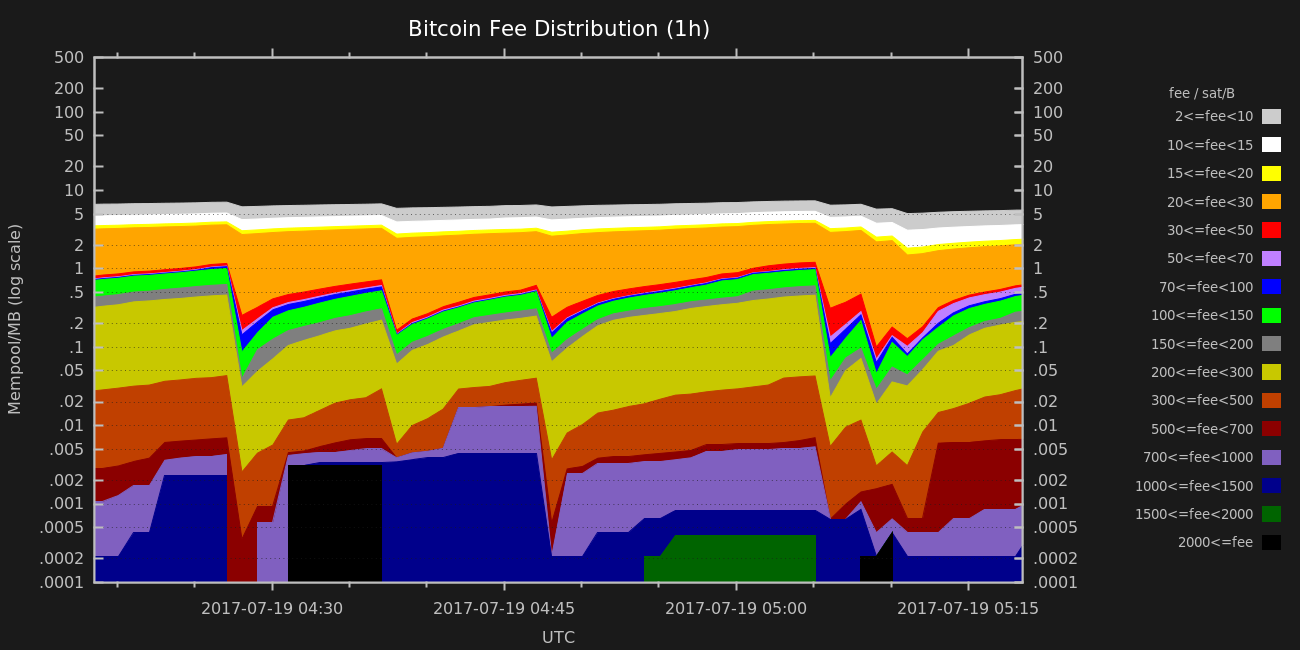 Bitcoin Fee Distribution (1h)
500
200
100
50
20
10
5
2
1
.5
.2
.1
.05
.02
.01
.005
.002
.001
.0005
.0002
.0001
Mempool/MB (log scale)
500
200
100
50
20
10
5
2
1
.5
.2
.1
.05
.02
.01
.005
.002
.001
.0005
.0002
.0001
2017-07-19 04:30 2017-07-19 04:45 2017-07-19 05:00 2017-07-19 05:15
UTC
fee / sat/B
2<=fee<10
10<=fee<15
15<=fee<20
20<=fee<30
30<=fee<50
50<=fee<70
70<=fee<100
100<=fee<150
150<=fee<200
200<=fee<300
300<=fee<500
500<=fee<700
700<=fee<1000
1000<=fee<1500
1500<=fee<2000
2000<=fee